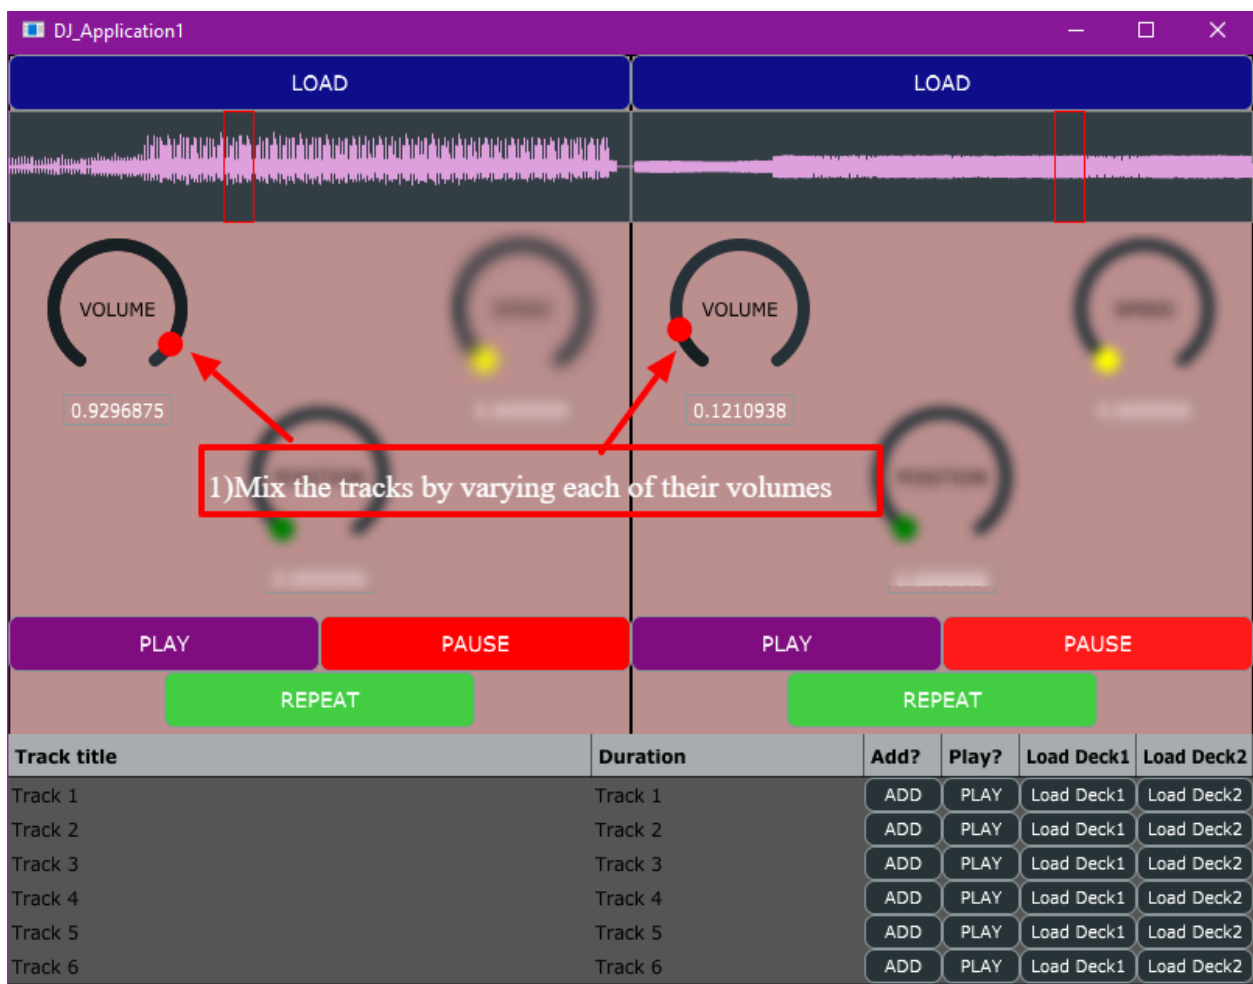 DJ_Application1
LOAD LOAD
VOLUME VOLUME
0.9296875 0.1210938
1)Mix the tracks by varying each of their volumes
PLAY PAUSE PLAY PAUSE
REPEAT REPEAT
Track title Duration Add? Play? Load Deck1 Load Deck2
Track 1 Track 1 ADD PLAY Load Deck1 Load Deck2
Track 2 Track 2 ADD PLAY Load Deck1 Load Deck2
Track 3 Track 3 ADD PLAY Load Deck1 Load Deck2
Track 4 Track 4 ADD PLAY Load Deck1 Load Deck2
Track 5 Track 5 ADD PLAY Load Deck1 Load Deck2
Track 6 Track 6 ADD PLAY Load Deck1 Load Deck2